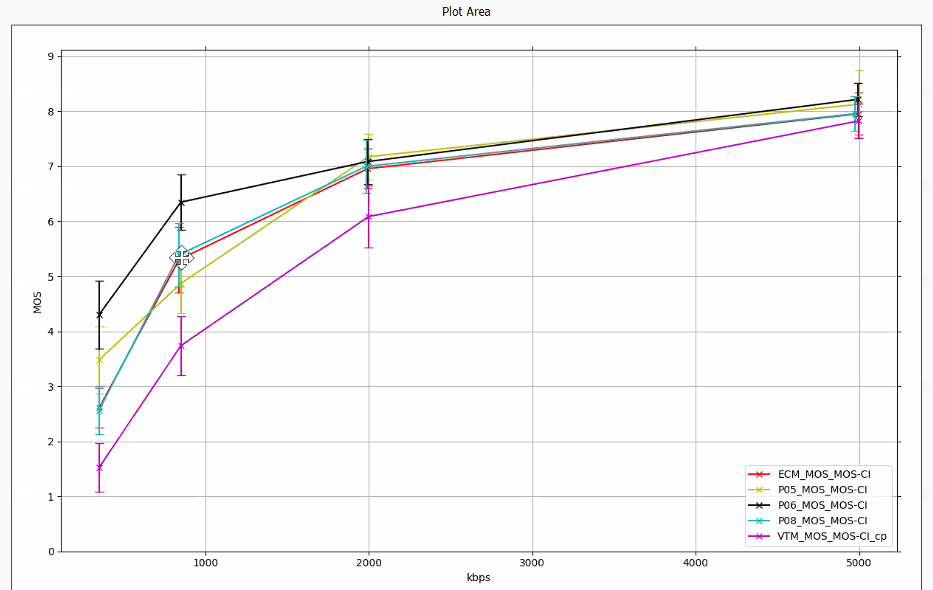 Plot Area
9
8
7
6
5
4
3
2
1
0
MOS
1000 2000 3000 4000 5000
kbps
ECM_MOS_MOS-CI
P05_MOS_MOS-CI
P06_MOS_MOS-CI
P08_MOS_MOS-CI
VTM_MOS_MOS-CI_cp